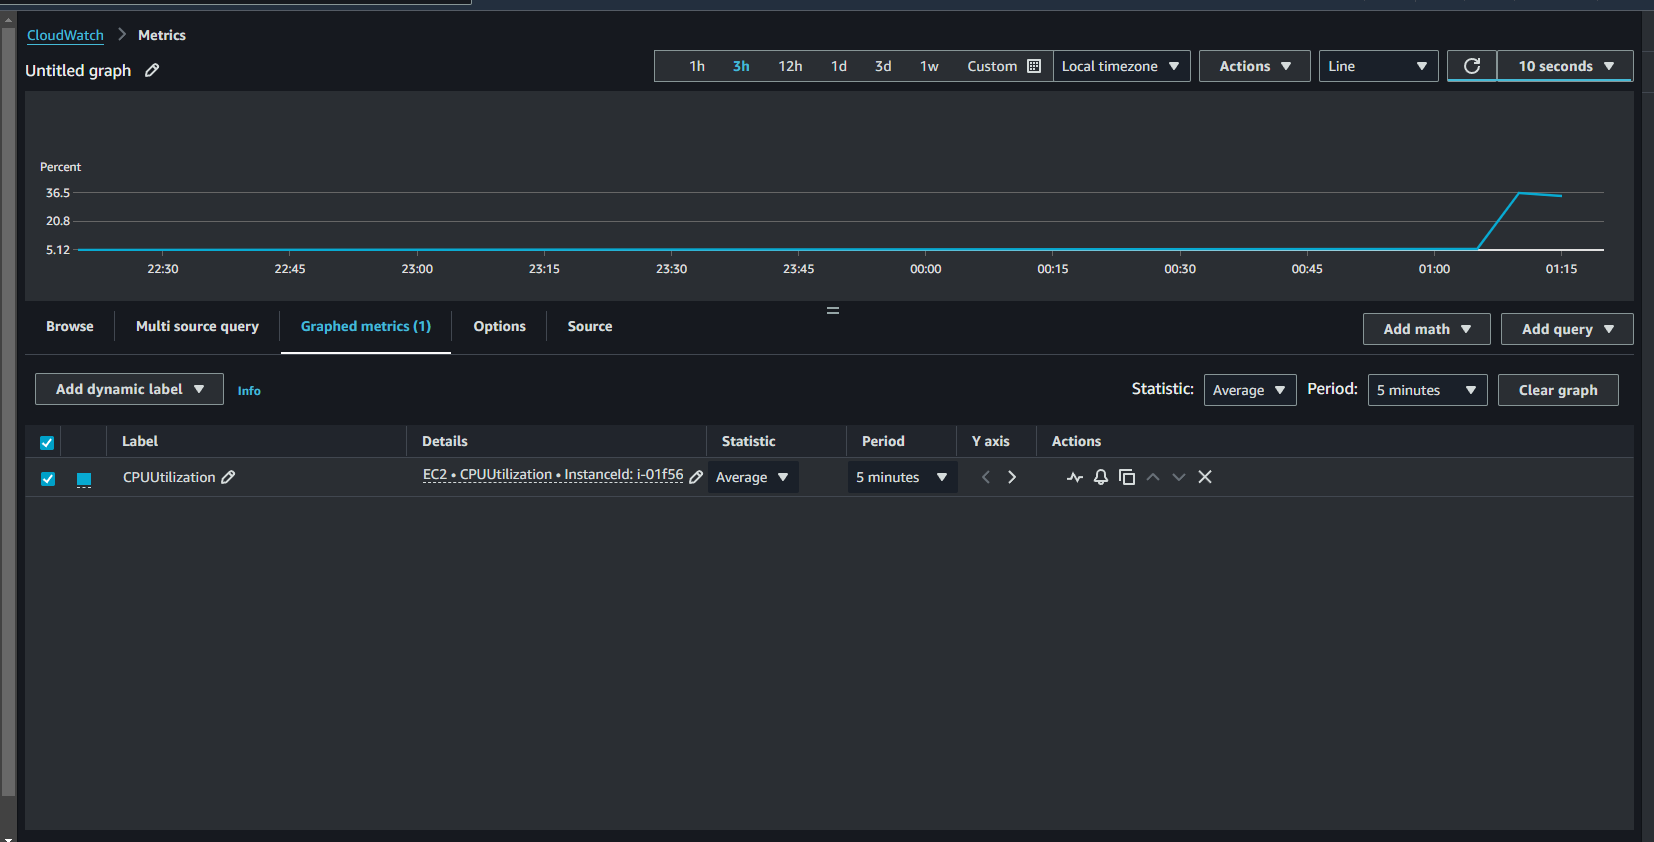 CloudWatch > Metrics
Untitled graph
1h 3h 12h 1d 3d 1w Custom Local timezone Actions Line 10 seconds
Percent
36.5
20.8
5.12
22:30 22:45 23:00 23:15 23:30 23:45 00:00 00:15 00:30 00:45 01:00 01:15
Browse Multi source query Graphed metrics (1) Options Source Add math Add query
Add dynamic label Info Statistic: Average Period: 5 minutes Clear graph
Label Details Statistic Period Y axis Actions
CPUUtilization EC2 • CPUUtilization • InstanceId: i-01f56 Average 5 minutes